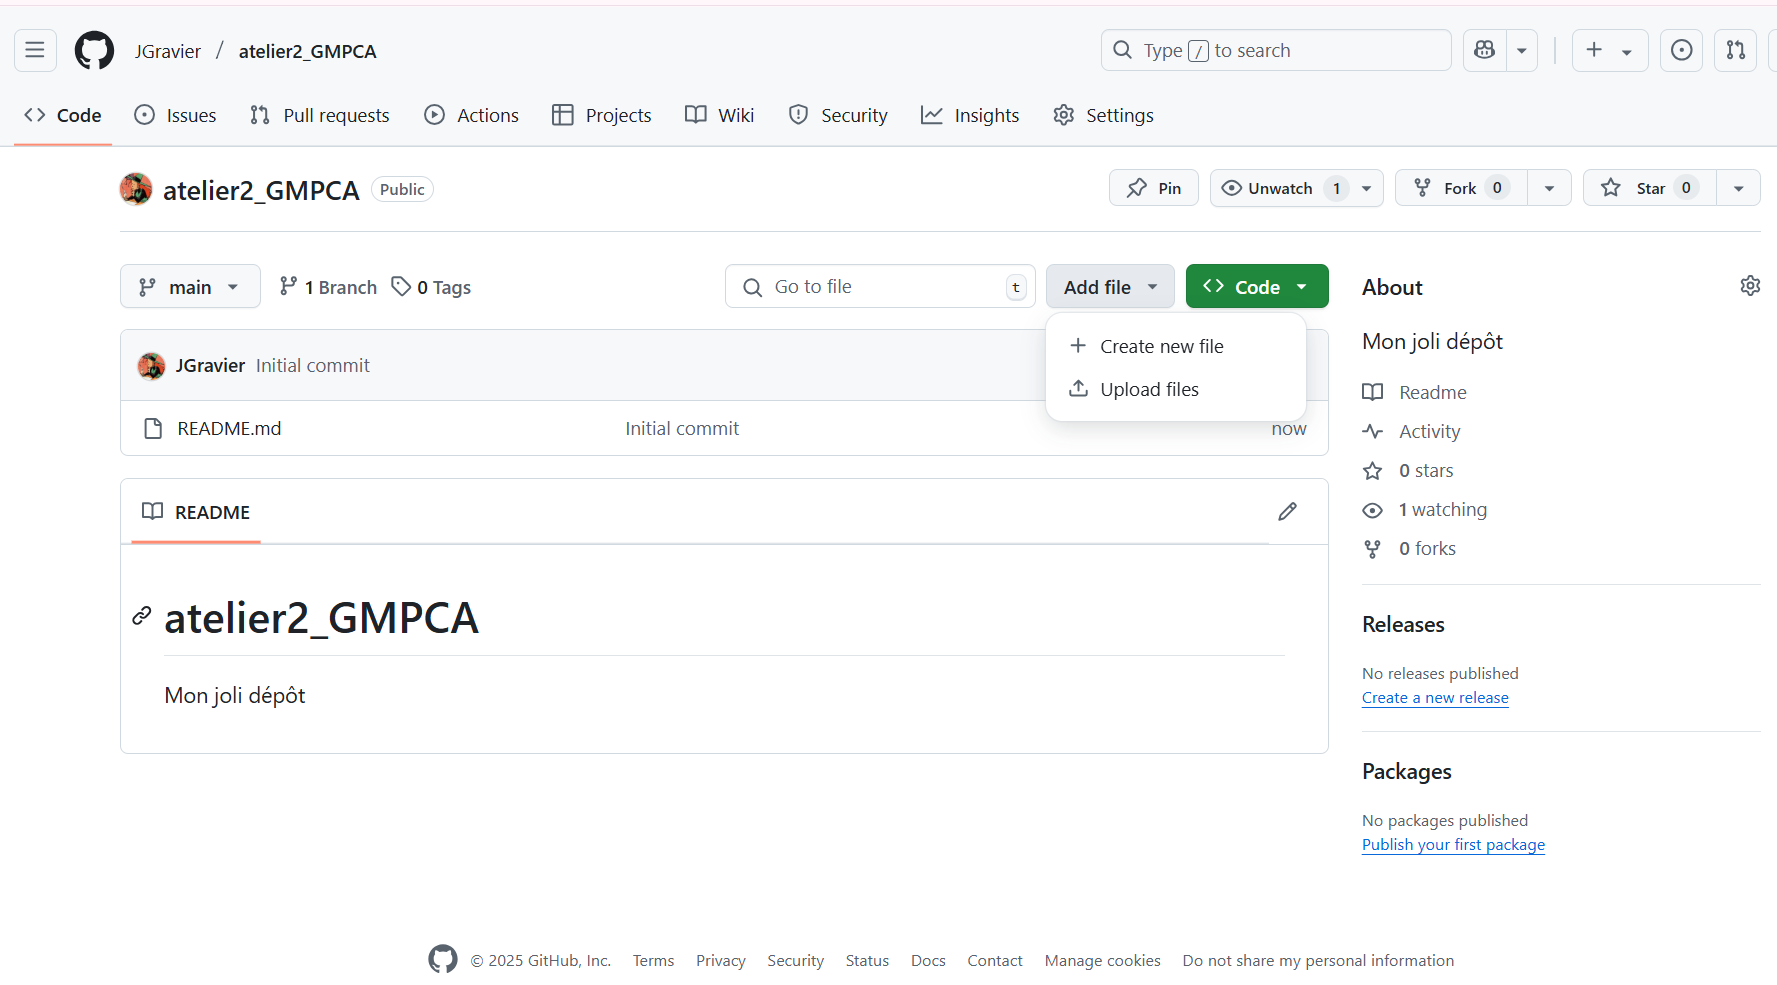 JGravier / atelier2_GMPCA
Type / to search
Code Issues Pull requests Actions Projects Wiki Security Insights Settings
atelier2_GMPCA Public
Pin Unwatch 1 Fork 0 Star 0
main 1 Branch 0 Tags Go to file t Add file Code
Create new file
Upload files
JGravier Initial commit
README.md Initial commit now
README
atelier2_GMPCA
Mon joli dépôt
About
Mon joli dépôt
Readme
Activity
0 stars
1 watching
0 forks
Releases
No releases published
Create a new release
Packages
No packages published
Publish your first package
© 2025 GitHub, Inc. Terms Privacy Security Status Docs Contact Manage cookies Do not share my personal information